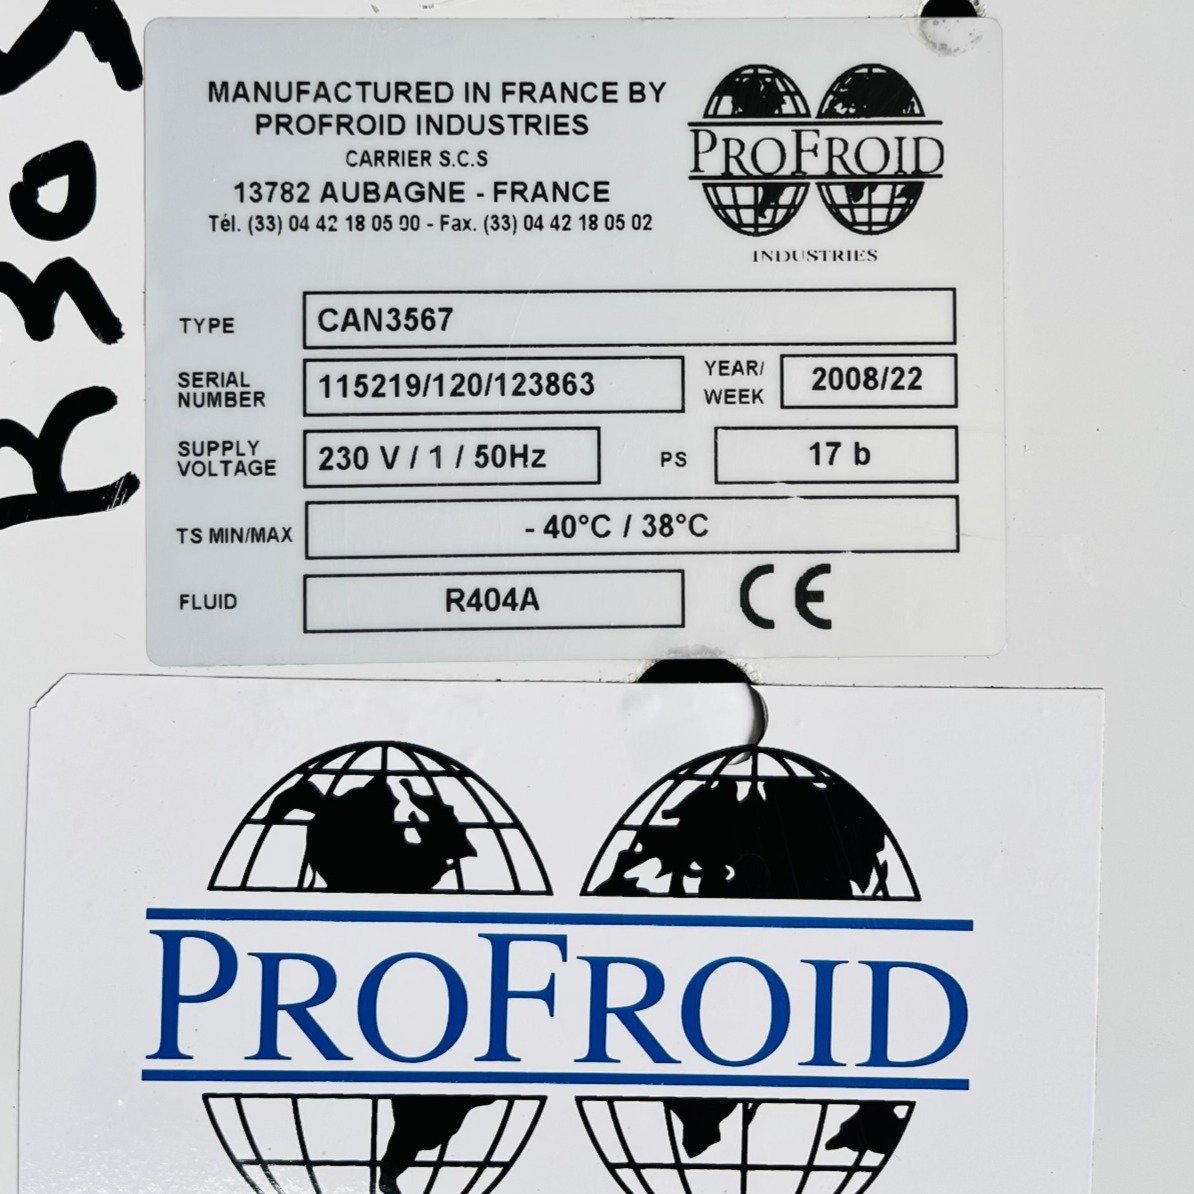 MANUFACTURED IN FRANCE BY
PROFROID INDUSTRIES
CARRIER S.C.S
13782 AUBAGNE - FRANCE
Tél. (33) 04 42 18 05 00 - Fax. (33) 04 42 18 05 02
PROFROID
INDUSTRIES
TYPE CAN3567
SERIAL NUMBER 115219/120/123863 YEAR/ WEEK 2008/22
SUPPLY VOLTAGE 230 V / 1 / 50Hz PS 17 b
TS MIN/MAX - 40°C / 38°C
FLUID R404A CE
PROFROID